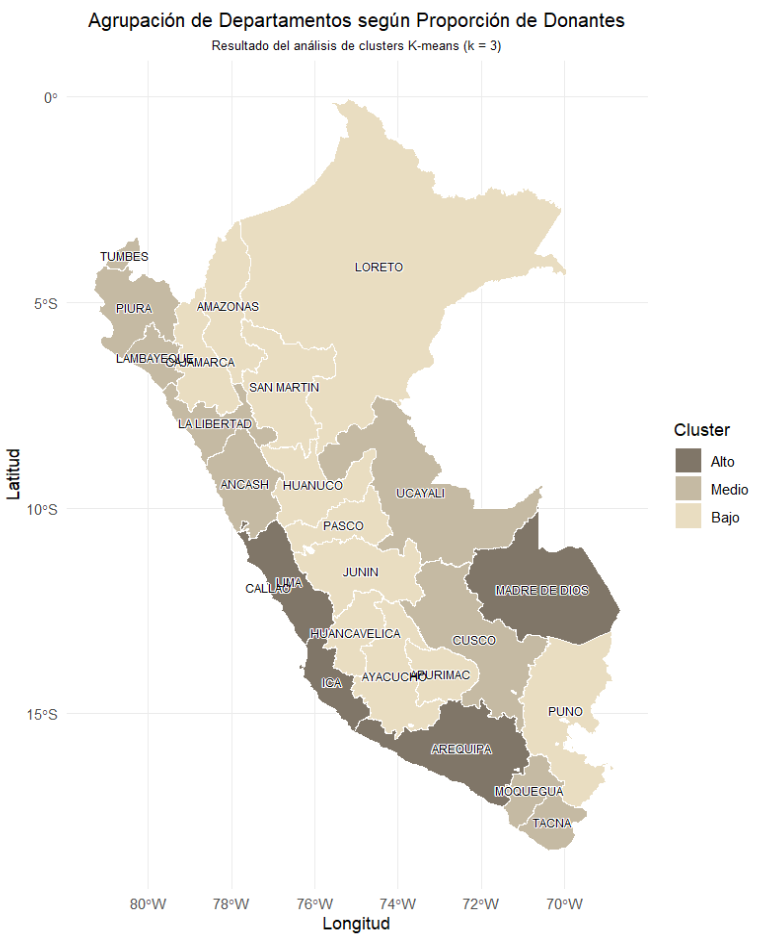 Agrupación de Departamentos según Proporción de Donantes
Resultado del análisis de clusters K-means (k = 3)
0°
LORETO
TUMBES
5°S
PIURA
AMAZONAS
LAMBAYEQUE
CAJAMARCA
SAN MARTIN
LA LIBERTAD
Cluster
Alto
Medio
Bajo
Latitud
ANCASH
HUANUCO
UCAYALI
10°S
PASCO
JUNIN
LIMA
CALLAO
MADRE DE DIOS
HUANCAVELICA
CUSCO
AYACUCHO
APURIMAC
ICA
15°S
PUNO
AREQUIPA
MOQUEGUA
TACNA
80°W 78°W 76°W 74°W 72°W 70°W
Longitud